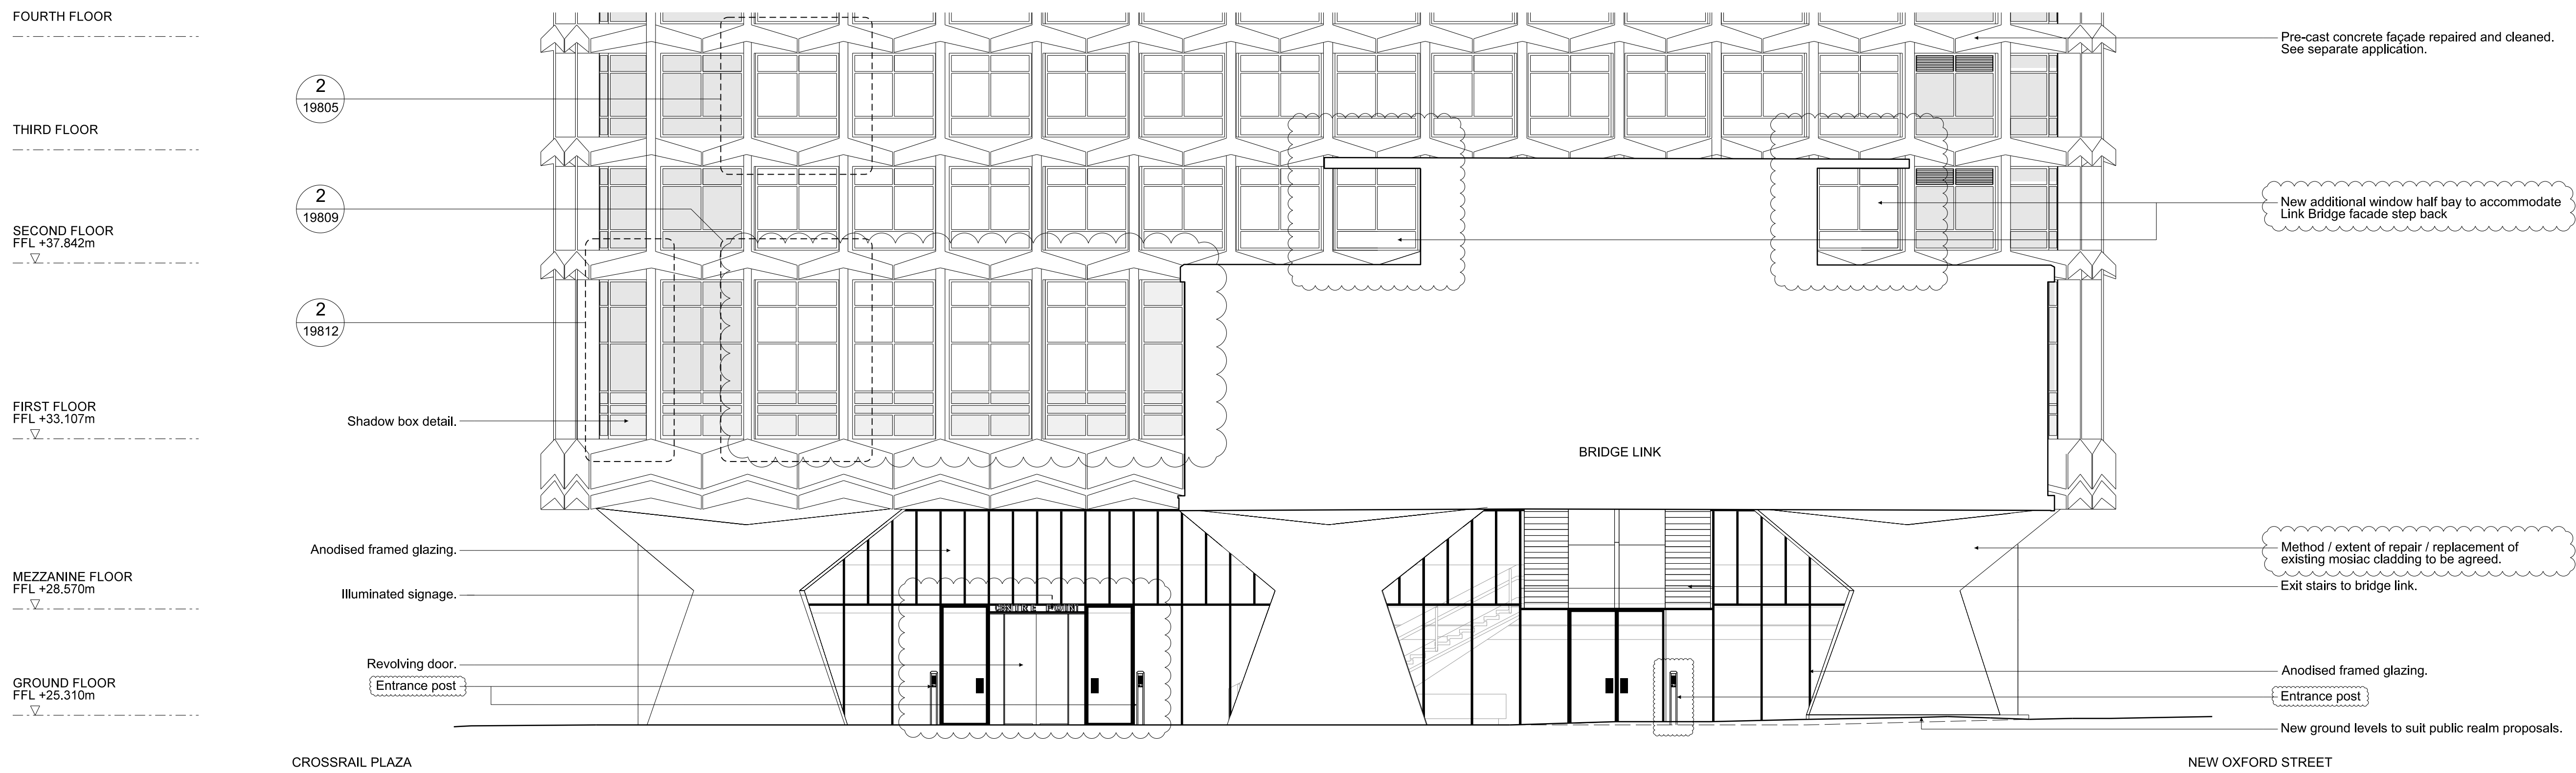 FOURTH FLOOR
THIRD FLOOR
SECOND FLOOR
FFL +37.842m
FIRST FLOOR
FFL +33.107m
MEZZANINE FLOOR
FFL +28.570m
GROUND FLOOR
FFL +25.310m
2
19805
2
19809
2
19812
Shadow box detail.
Anodised framed glazing.
Illuminated signage.
Revolving door.
Entrance post
CENTRE POINT
BRIDGE LINK
Pre-cast concrete façade repaired and cleaned.
See separate application.
New additional window half bay to accommodate
Link Bridge facade step back
Method / extent of repair / replacement of
existing mosiac cladding to be agreed.
Exit stairs to bridge link.
Anodised framed glazing.
Entrance post
New ground levels to suit public realm proposals.
CROSSRAIL PLAZA
NEW OXFORD STREET